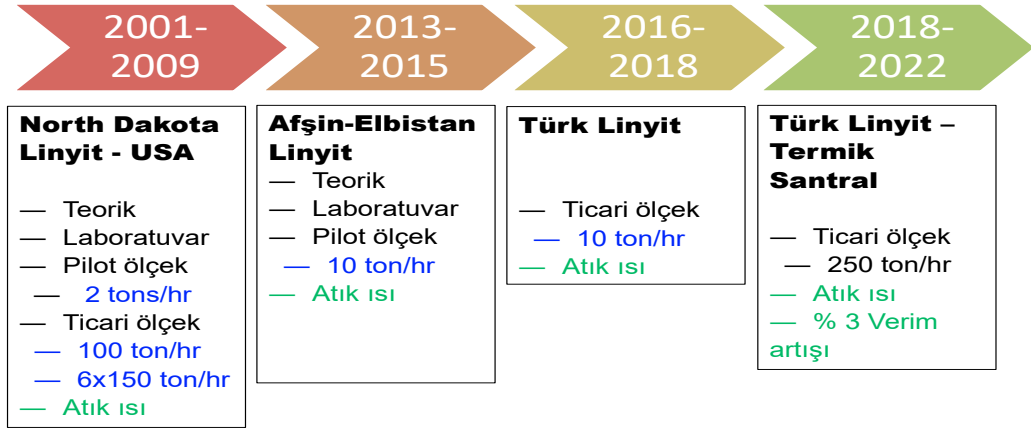 2001-
2009
2013-
2015
2016-
2018
2018-
2022
North Dakota
Linyit - USA
— Teorik
— Laboratuvar
— Pilot ölçek
— 2 tons/hr
— Ticari ölçek
— 100 ton/hr
— 6x150 ton/hr
— Atık ısı
Afşin-Elbistan
Linyit
— Teorik
— Laboratuvar
— Pilot ölçek
— 10 ton/hr
— Atık ısı
Türk Linyit
— Ticari ölçek
— 10 ton/hr
— Atık ısı
Türk Linyit –
Termik
Santral
— Ticari ölçek
— 250 ton/hr
— Atık ısı
— % 3 Verim
artışı